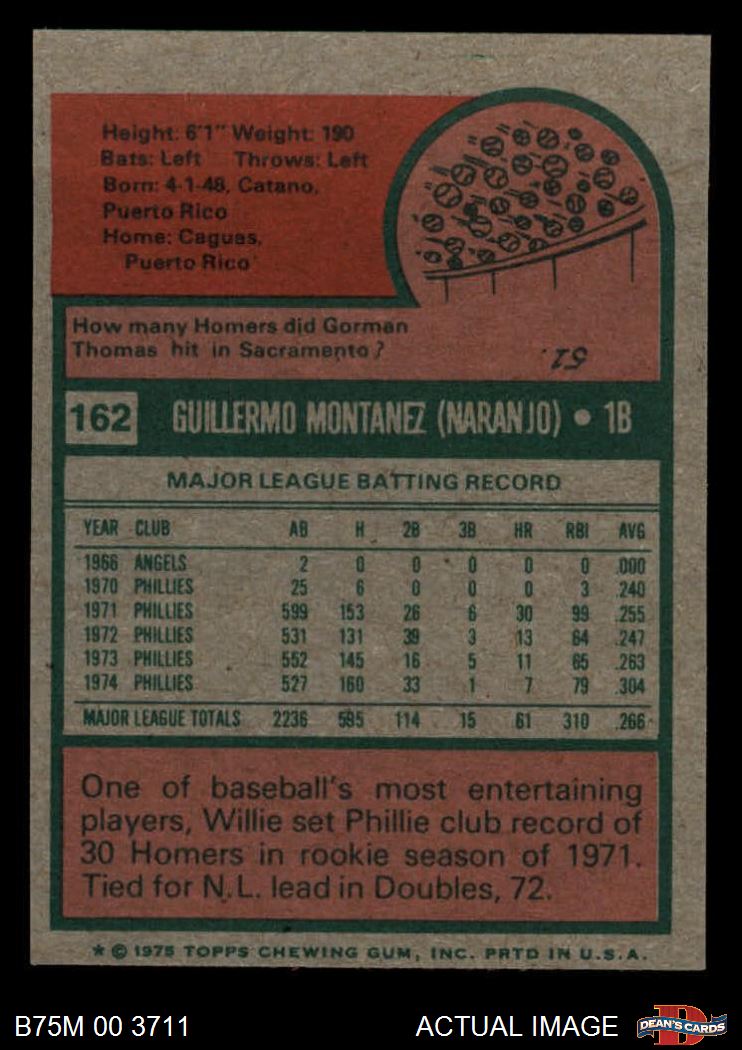 Height: 6'1" Weight: 190
Bats: Left Throws: Left
Born: 4-1-48, Catano,
Puerto Rico
Home: Caguas,
Puerto Rico
How many Homers did Gorman
Thomas hit in Sacramento?
51.
162 GUILLERMO MONTANEZ (NARANJO) • 1B
MAJOR LEAGUE BATTING RECORD
YEAR CLUB AB H 2B 3B HR RBI AVG
1966 ANGELS 2 0 0 0 0 0 .000
1970 PHILLIES 25 6 0 0 0 3 .240
1971 PHILLIES 599 153 26 6 30 99 .255
1972 PHILLIES 531 131 39 3 13 64 .247
1973 PHILLIES 552 145 16 5 11 65 .263
1974 PHILLIES 527 160 33 1 7 79 .304
MAJOR LEAGUE TOTALS 2236 595 114 15 61 310 .266
One of baseball's most entertaining
players, Willie set Phillie club record of
30 Homers in rookie season of 1971.
Tied for N.L. lead in Doubles, 72.
* © 1975 TOPPS CHEWING GUM, INC. PRTD IN U.S.A.
B75M 00 3711 ACTUAL IMAGE
D
DEAN'S CARDS